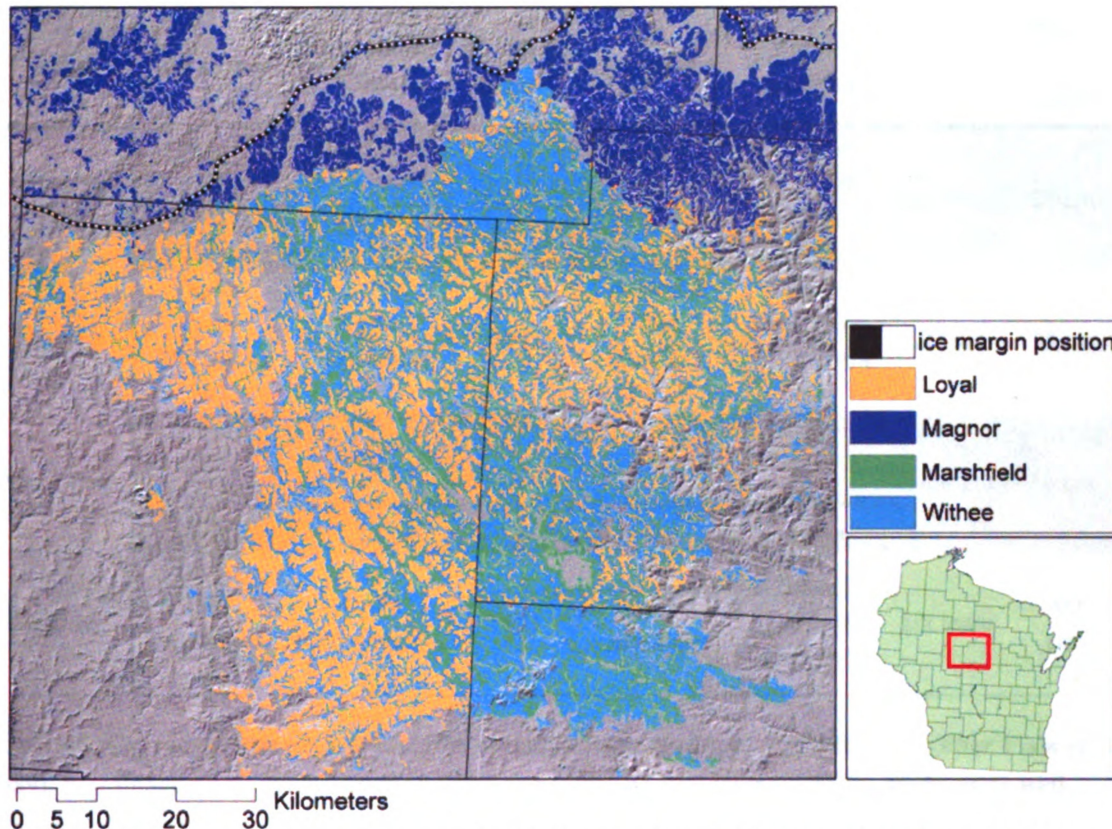 ice margin position
Loyal
Magnor
Marshfield
Withee
Kilometers
0 5 10 20 30